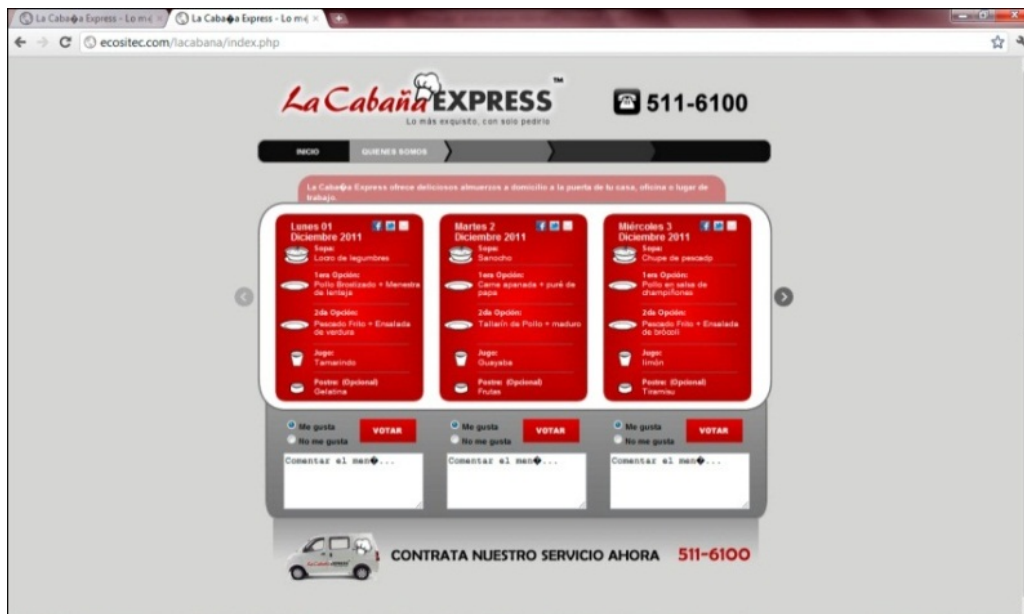 La Caba�a Express - Lo m�
La Caba�a Express - Lo m�
ecositec.com/lacabana/index.php
La Cabaña EXPRESS™
Lo más exquisito, con solo pedirlo
511-6100
INICIO
QUIENES SOMOS
La Caba�a Express ofrece deliciosos almuerzos a domicilio a la puerta de tu casa, oficina o lugar de
trabajo.
Lunes 01
Diciembre 2011
Sopa:
Locro de legumbres
1era Opción:
Pollo Brostizado + Menestra
de lenteja
2da Opción:
Pescado Frito + Ensalada
de verdura
Jugo:
Tamarindo
Postre: (Opcional)
Gelatina
Martes 2
Diciembre 2011
Sopa:
Sanocho
1era Opción:
Carne apanada + puré de
papa
2da Opción:
Tallarín de Pollo + maduro
Jugo:
Guayaba
Postre: (Opcional)
Frutas
Miércoles 3
Diciembre 2011
Sopa:
Chupe de pescadp
1era Opción:
Pollo en salsa de
champiñones
2da Opción:
Pescado Frito + Ensalada
de brócoli
Jugo:
limón
Postre: (Opcional)
Tiramisu
Me gusta
No me gusta
VOTAR
Comentar el men�...
Me gusta
No me gusta
VOTAR
Comentar el men�...
Me gusta
No me gusta
VOTAR
Comentar el men�...
La Cabaña EXPRESS
CONTRATA NUESTRO SERVICIO AHORA 511-6100